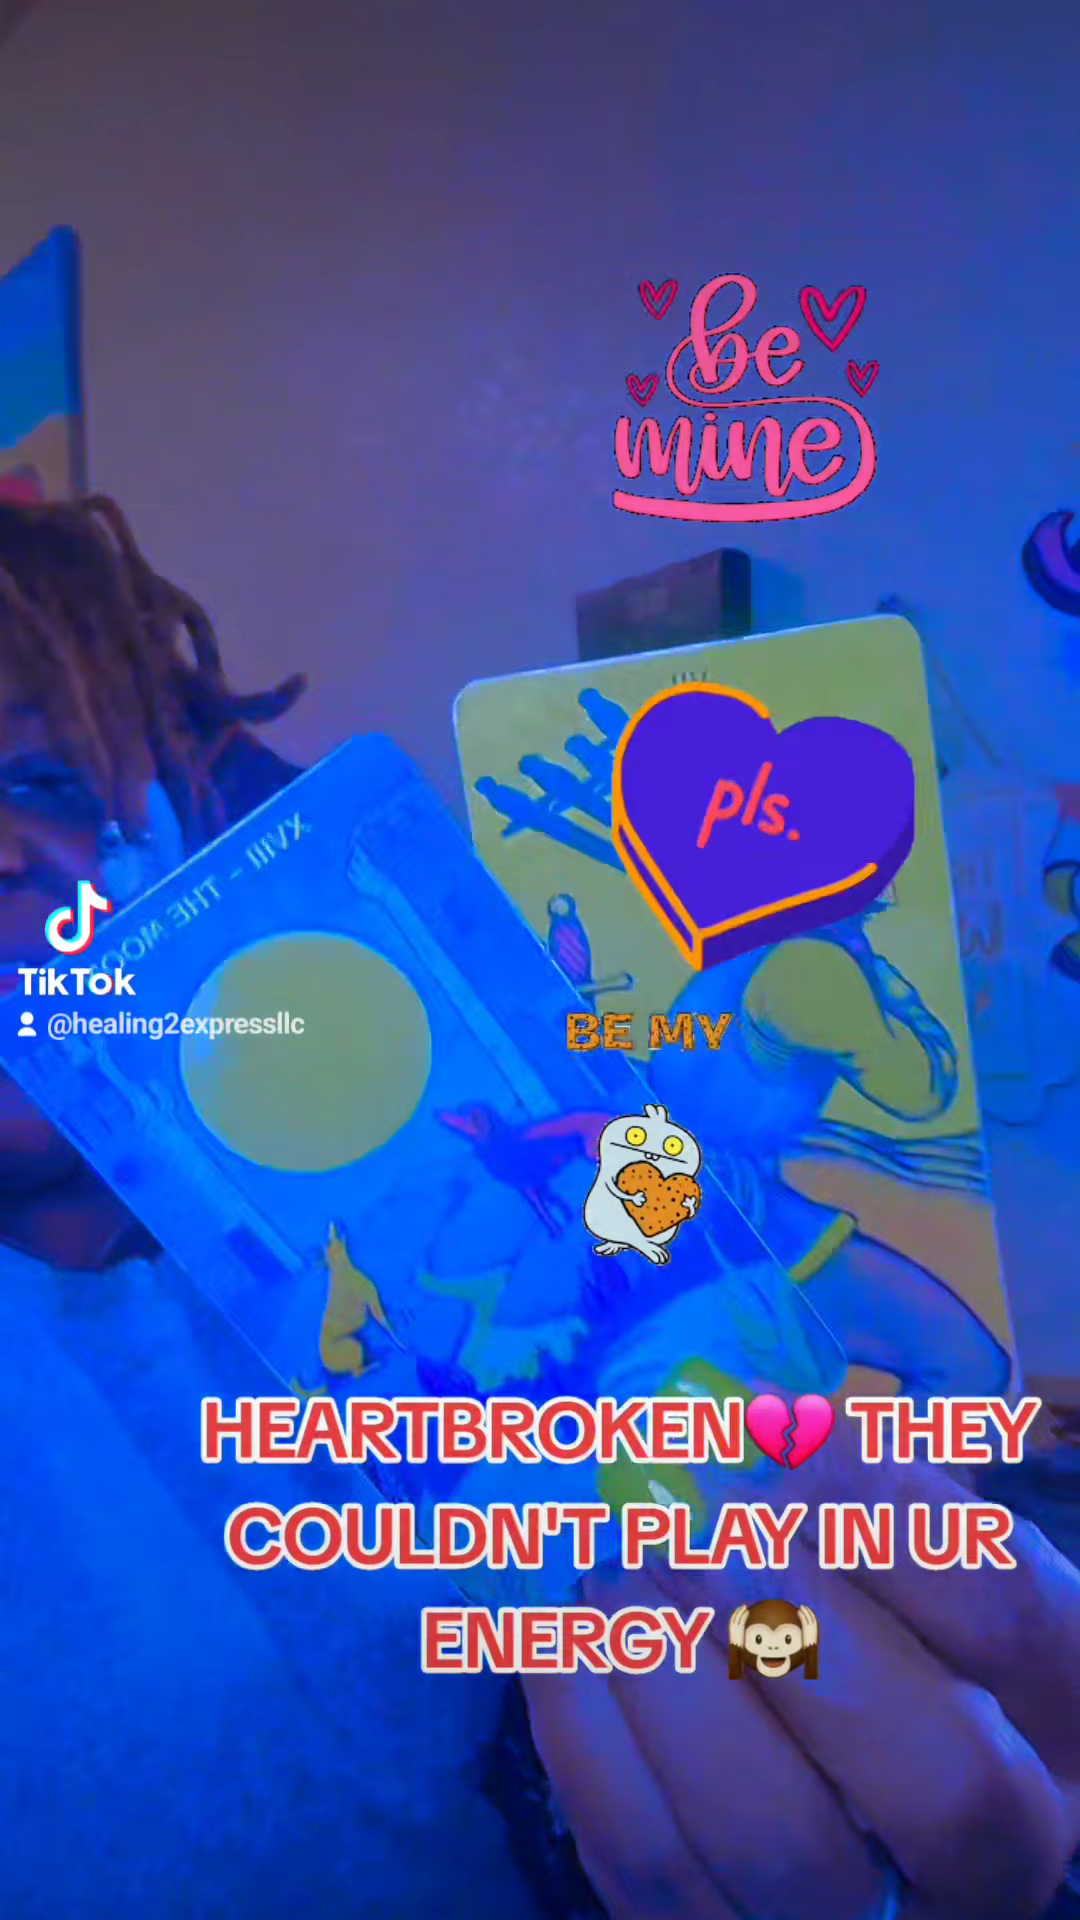 be
mine
pls.
XVIII - THE MOON
TikTok
@healing2expressllc
BE MY
HEARTBROKEN💔 THEY
COULDN'T PLAY IN UR
ENERGY 🙉